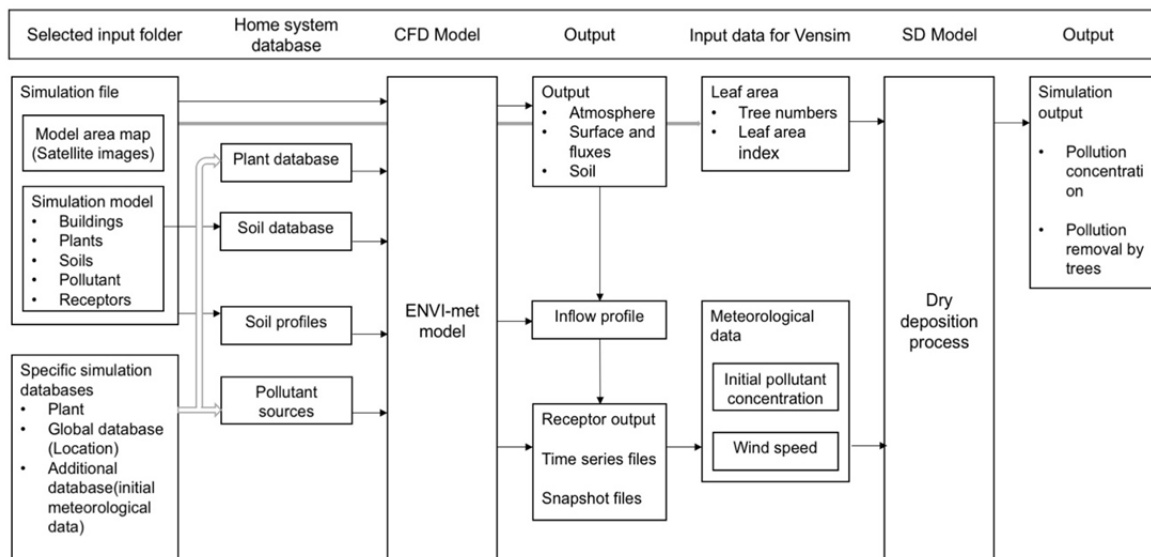 Selected input folder
Home system
database
CFD Model
Output
Input data for Vensim
SD Model
Output
Simulation file
Model area map
(Satellite images)
Simulation model
• Buildings
• Plants
• Soils
• Pollutant
• Receptors
Specific simulation
databases
• Plant
• Global database
(Location)
• Additional
database(initial
meteorological
data)
Plant database
Soil database
Soil profiles
Pollutant
sources
ENVI-met
model
Output
• Atmosphere
• Surface and
fluxes
• Soil
Inflow profile
Receptor output
Time series files
Snapshot files
Leaf area
• Tree numbers
• Leaf area
index
Meteorological
data
Initial pollutant
concentration
Wind speed
Dry
deposition
process
Simulation
output
• Pollution
concentrati
on
• Pollution
removal by
trees